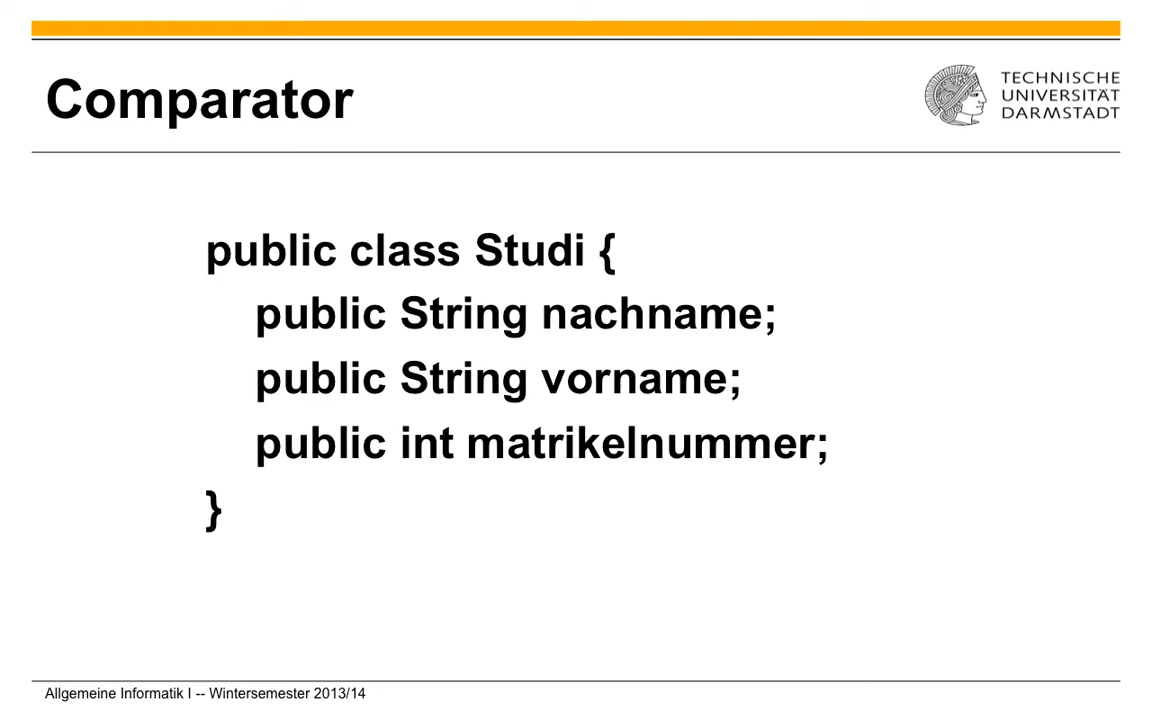 Comparator
TECHNISCHE
UNIVERSITÄT
DARMSTADT
public class Studi {
public String nachname;
public String vorname;
public int matrikelnummer;
}
Allgemeine Informatik I -- Wintersemester 2013/14